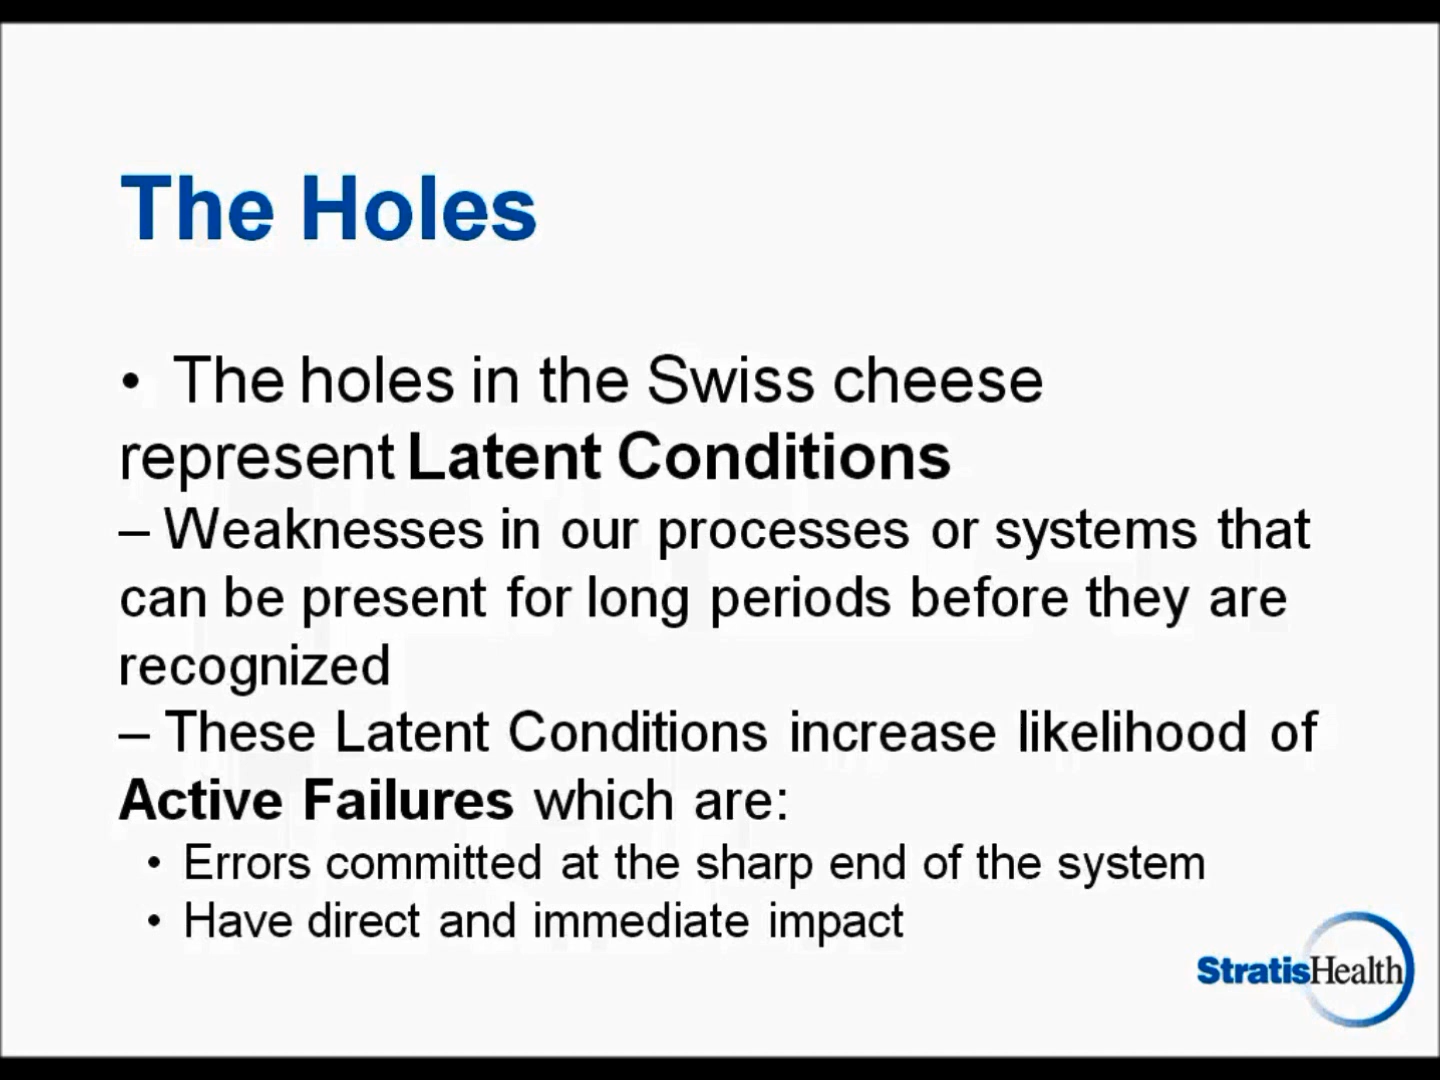 The Holes
• The holes in the Swiss cheese
represent Latent Conditions
– Weaknesses in our processes or systems that
can be present for long periods before they are
recognized
– These Latent Conditions increase likelihood of
Active Failures which are:
• Errors committed at the sharp end of the system
• Have direct and immediate impact
StratisHealth